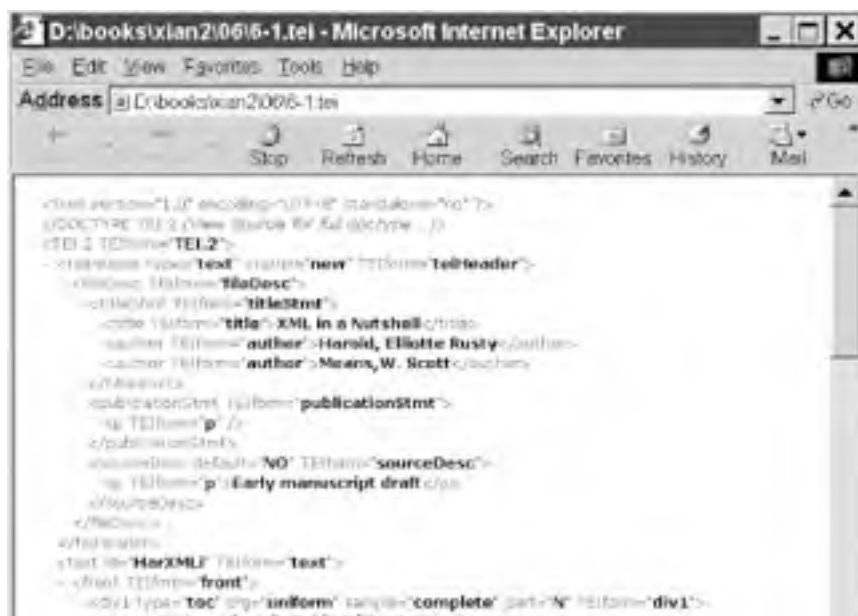 D:\books\xian2\06\6-1.tei - Microsoft Internet Explorer
File Edit View Favorites Tools Help
Address D:\books\xian2\06\6-1.tei Go
Stop Refresh Home Search Favorites History Mail
<?xml version="1.0" encoding="UTF-8" standalone="no" ?>
<!DOCTYPE TEI.2 (View Source for full doctype...)>
<TEI.2 TEIform="TEI.2">
- <teiHeader type="text" status="new" TEIform="teiHeader">
<fileDesc TEIform="fileDesc">
<titleStmt TEIform="titleStmt">
<title TEIform="title">XML in a Nutshell</title>
<author TEIform="author">Harold, Elliotte Rusty</author>
<author TEIform="author">Means,W. Scott</author>
</titleStmt>
<publicationStmt TEIform="publicationStmt">
<p TEIform="p" />
</publicationStmt>
<sourceDesc default="NO" TEIform="sourceDesc">
<p TEIform="p">Early manuscript draft</p>
</sourceDesc>
</fileDesc>
</teiHeader>
<text id="HarXMLi" TEIform="text">
- <front TEIform="front">
<div1 type="toc" org="uniform" sample="complete" part="N" TEIform="div1">